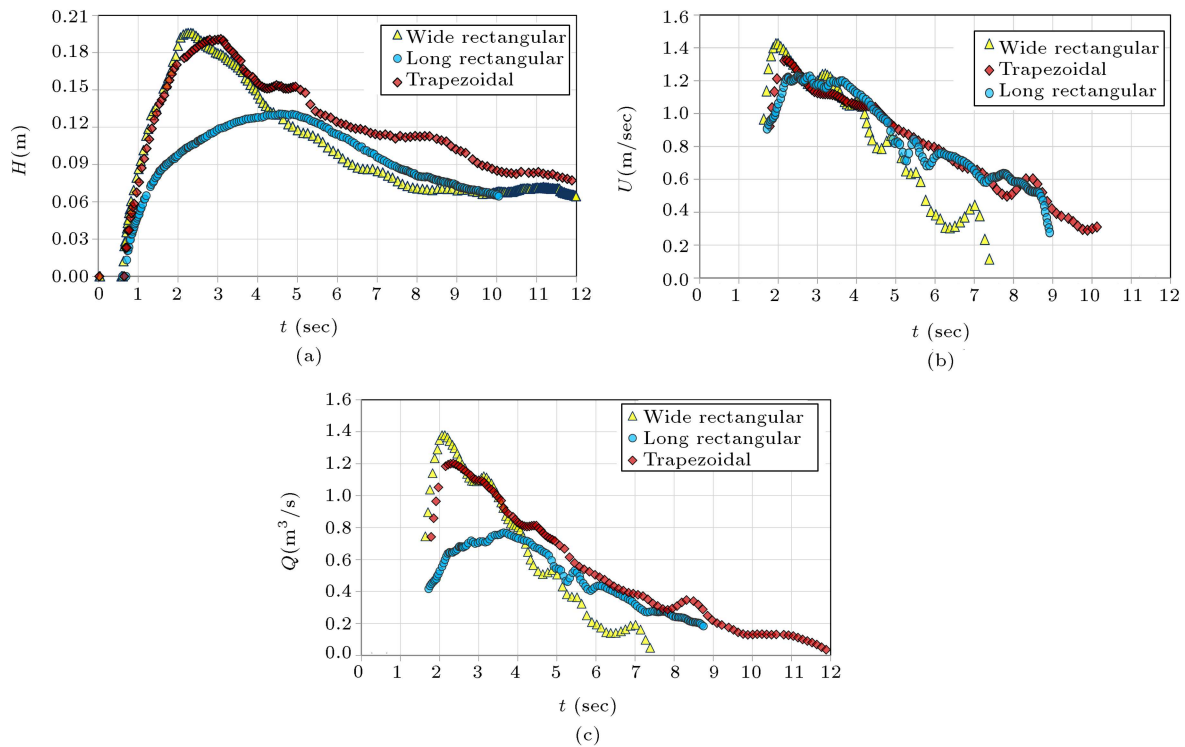 0.21
0.18
0.15
0.12
0.09
0.06
0.03
0.00
H(m)
Wide rectangular
Long rectangular
Trapezoidal
0 1 2 3 4 5 6 7 8 9 10 11 12
t (sec)
(a)
1.6
1.4
1.2
1.0
0.8
0.6
0.4
0.2
0.0
U(m/sec)
Wide rectangular
Trapezoidal
Long rectangular
0 1 2 3 4 5 6 7 8 9 10 11 12
t (sec)
(b)
1.6
1.4
1.2
1.0
0.8
0.6
0.4
0.2
0.0
Q(m³/s)
Wide rectangular
Long rectangular
Trapezoidal
0 1 2 3 4 5 6 7 8 9 10 11 12
t (sec)
(c)